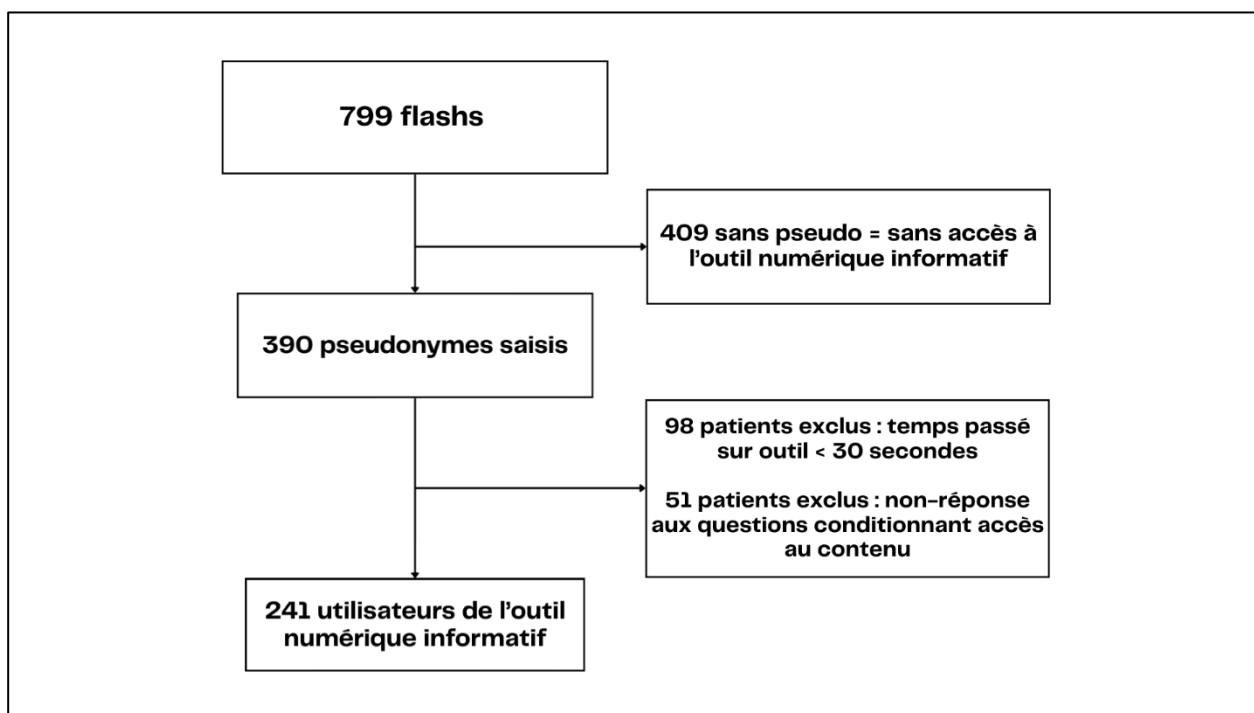 799 flashs
409 sans pseudo = sans accès à
l'outil numérique informatif
390 pseudonymes saisis
98 patients exclus : temps passé
sur outil < 30 secondes
51 patients exclus : non-réponse
aux questions conditionnant accès
au contenu
241 utilisateurs de l'outil
numérique informatif